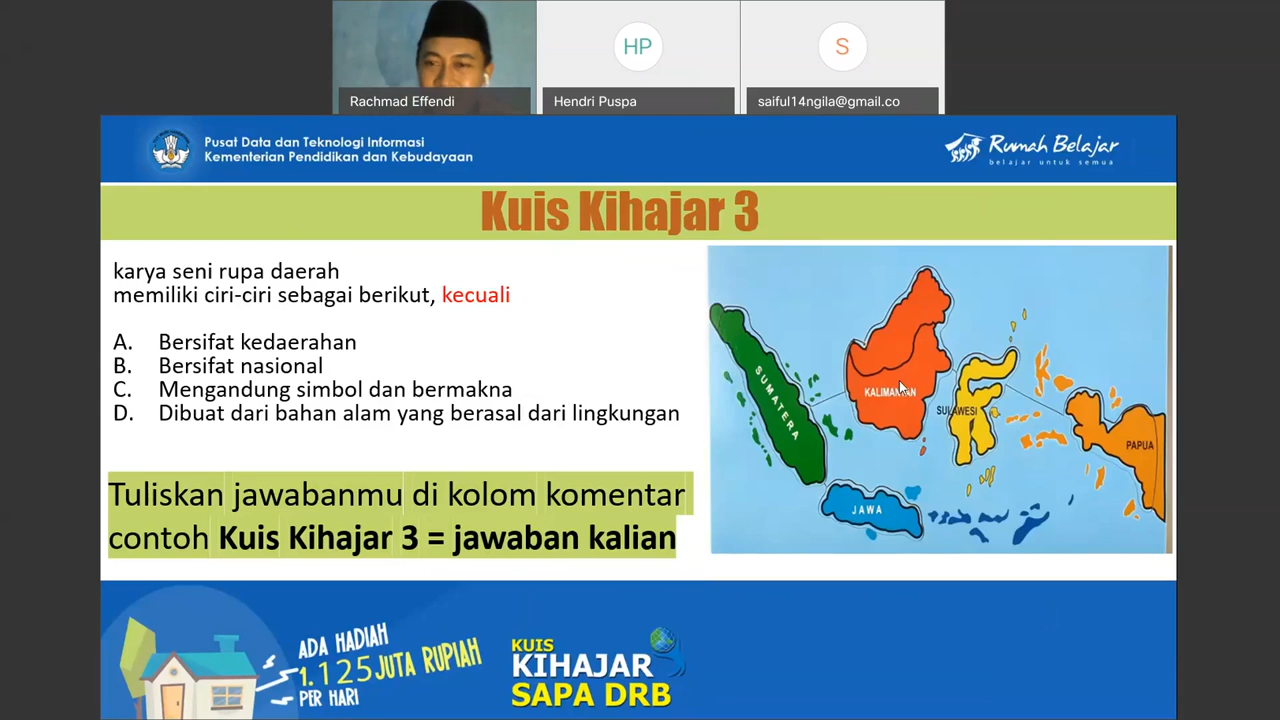 HP
S
Rachmad Effendi
Hendri Puspa
saiful14ngila@gmail.co
Pusat Data dan Teknologi Informasi
Kementerian Pendidikan dan Kebudayaan
Rumah Belajar
belajar untuk semua
Kuis Kihajar 3
karya seni rupa daerah
memiliki ciri-ciri sebagai berikut, kecuali
A. Bersifat kedaerahan
B. Bersifat nasional
C. Mengandung simbol dan bermakna
D. Dibuat dari bahan alam yang berasal dari lingkungan
Tuliskan jawabanmu di kolom komentar
contoh Kuis Kihajar 3 = jawaban kalian
SUMATERA
KALIMANTAN
SULAWESI
PAPUA
JAWA
ADA HADIAH
1.125 JUTA RUPIAH
PER HARI
KUIS
KIHAJAR
SAPA DRB